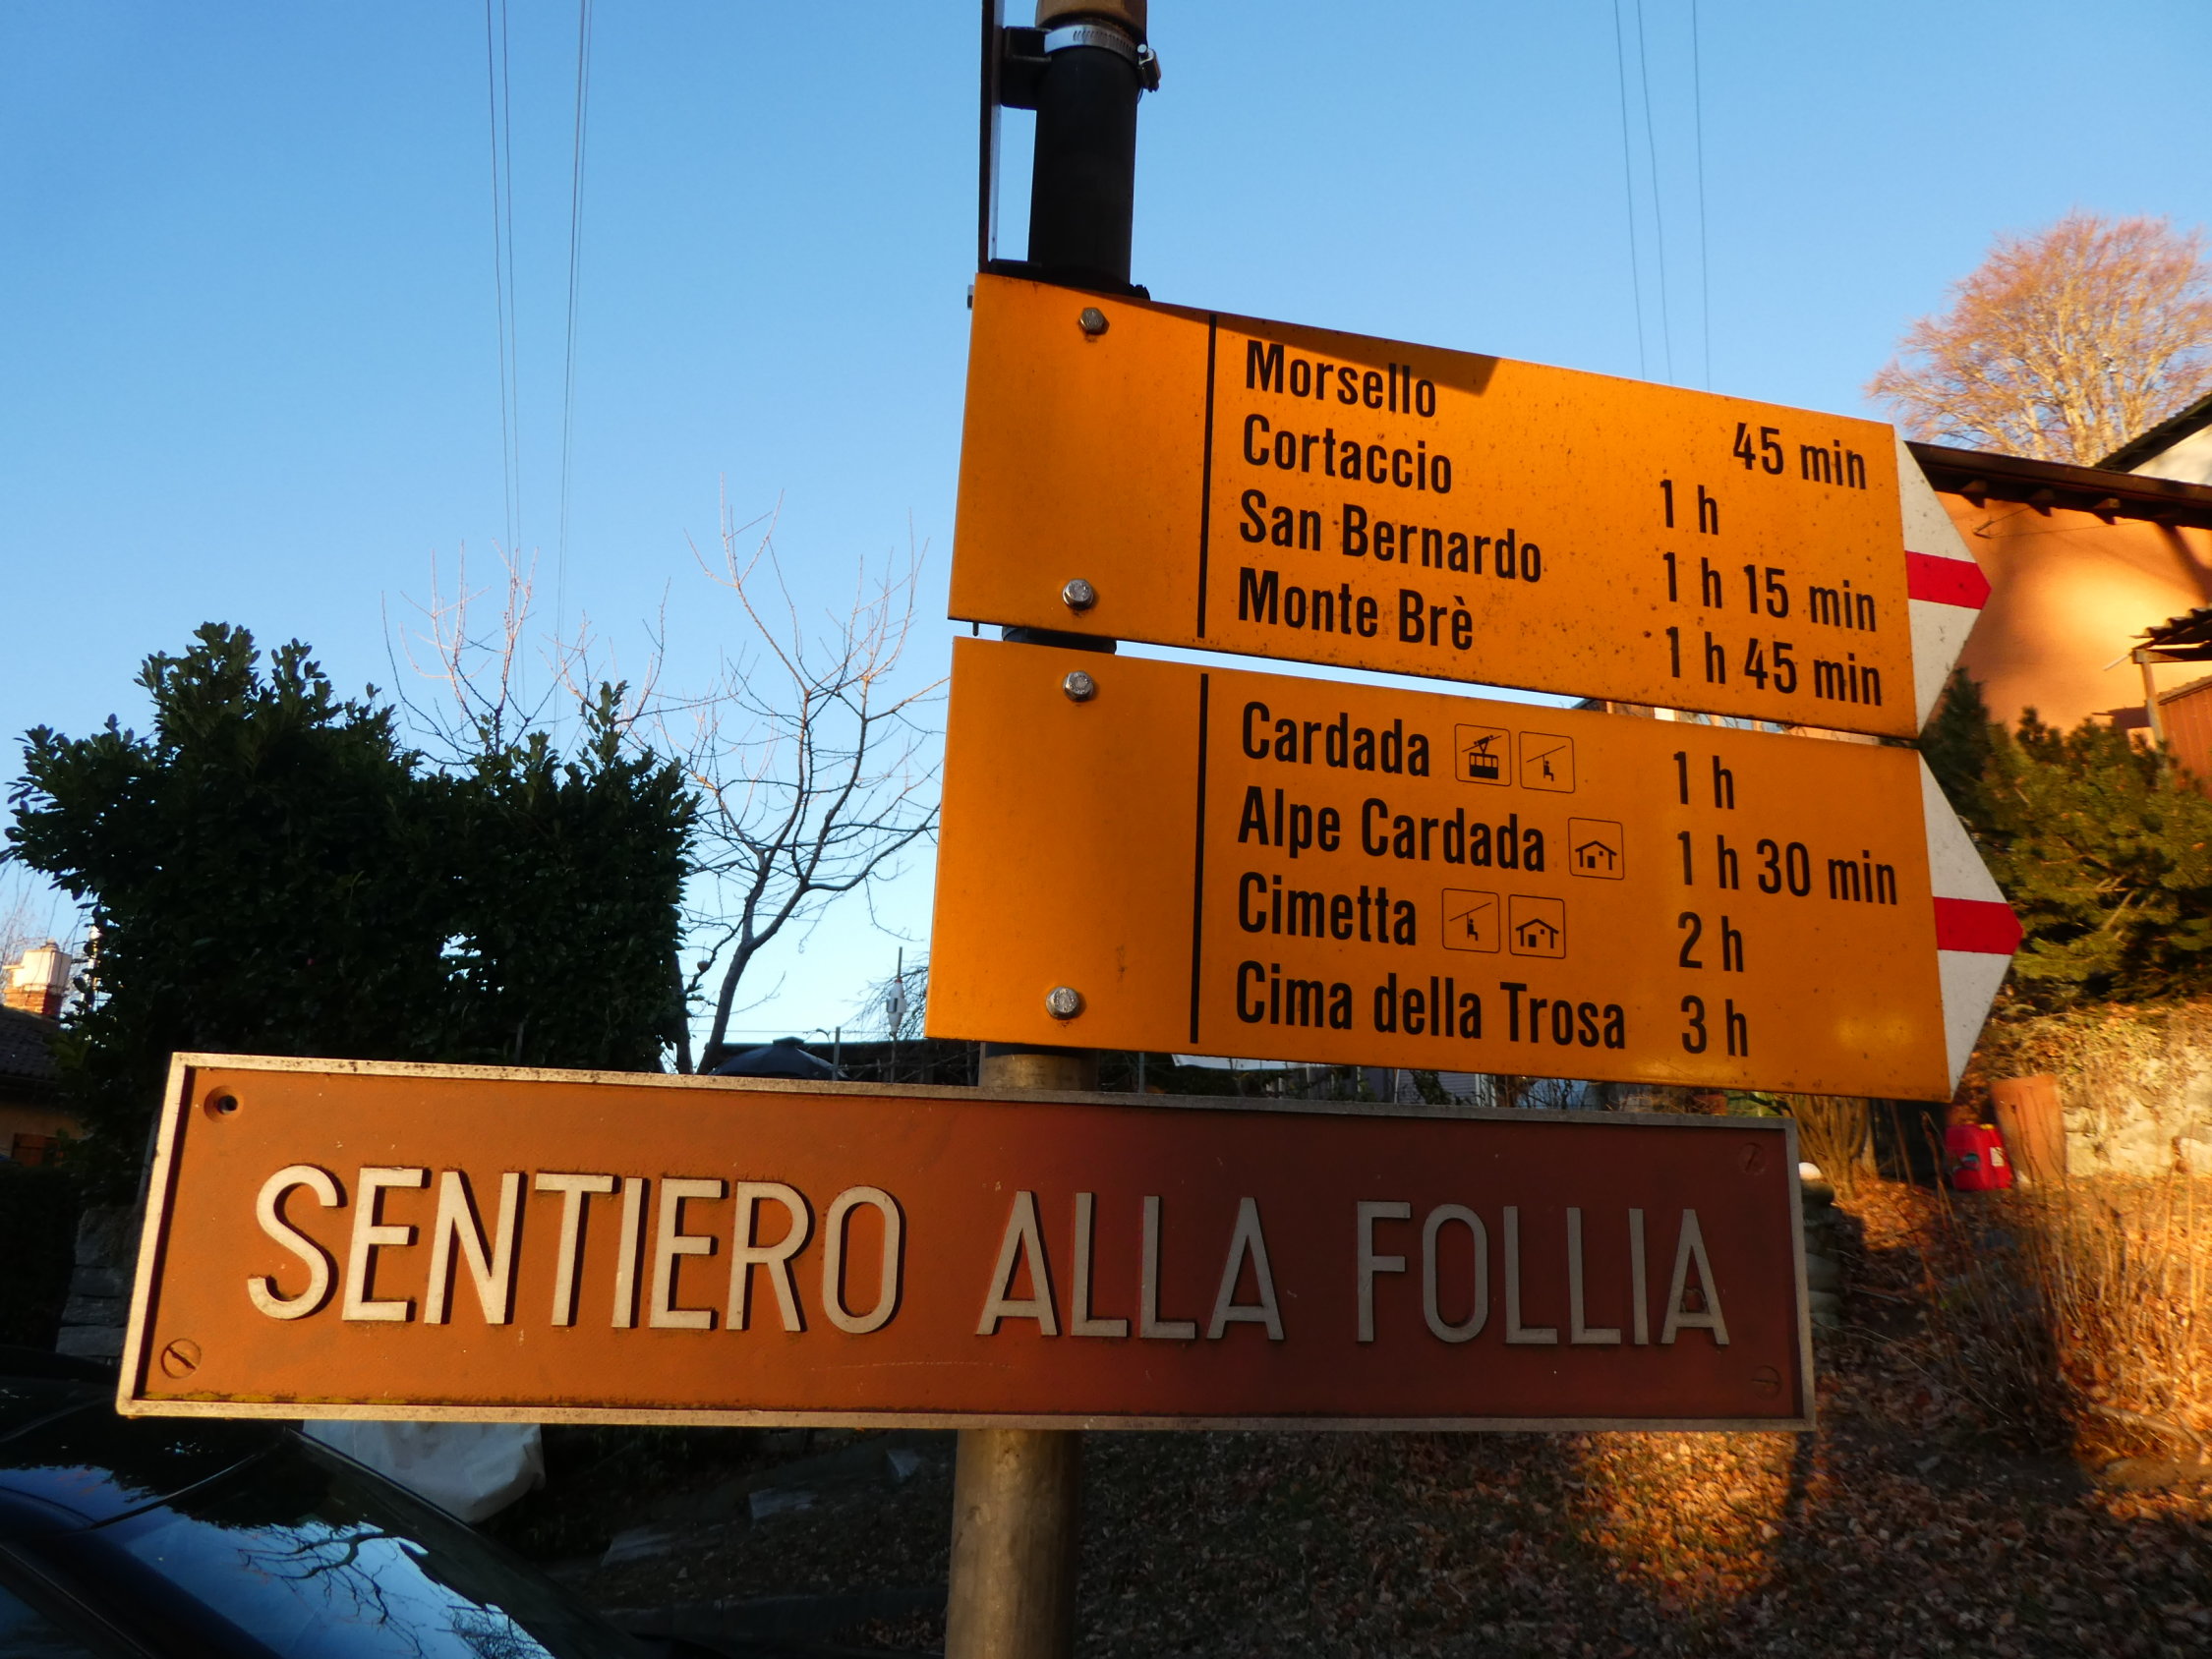 Morsello 45 min
Cortaccio 1 h
San Bernardo 1 h 15 min
Monte Brè 1 h 45 min
Cardada 1 h
Alpe Cardada 1 h 30 min
Cimetta 2 h
Cima della Trosa 3 h
SENTIERO ALLA FOLLIA